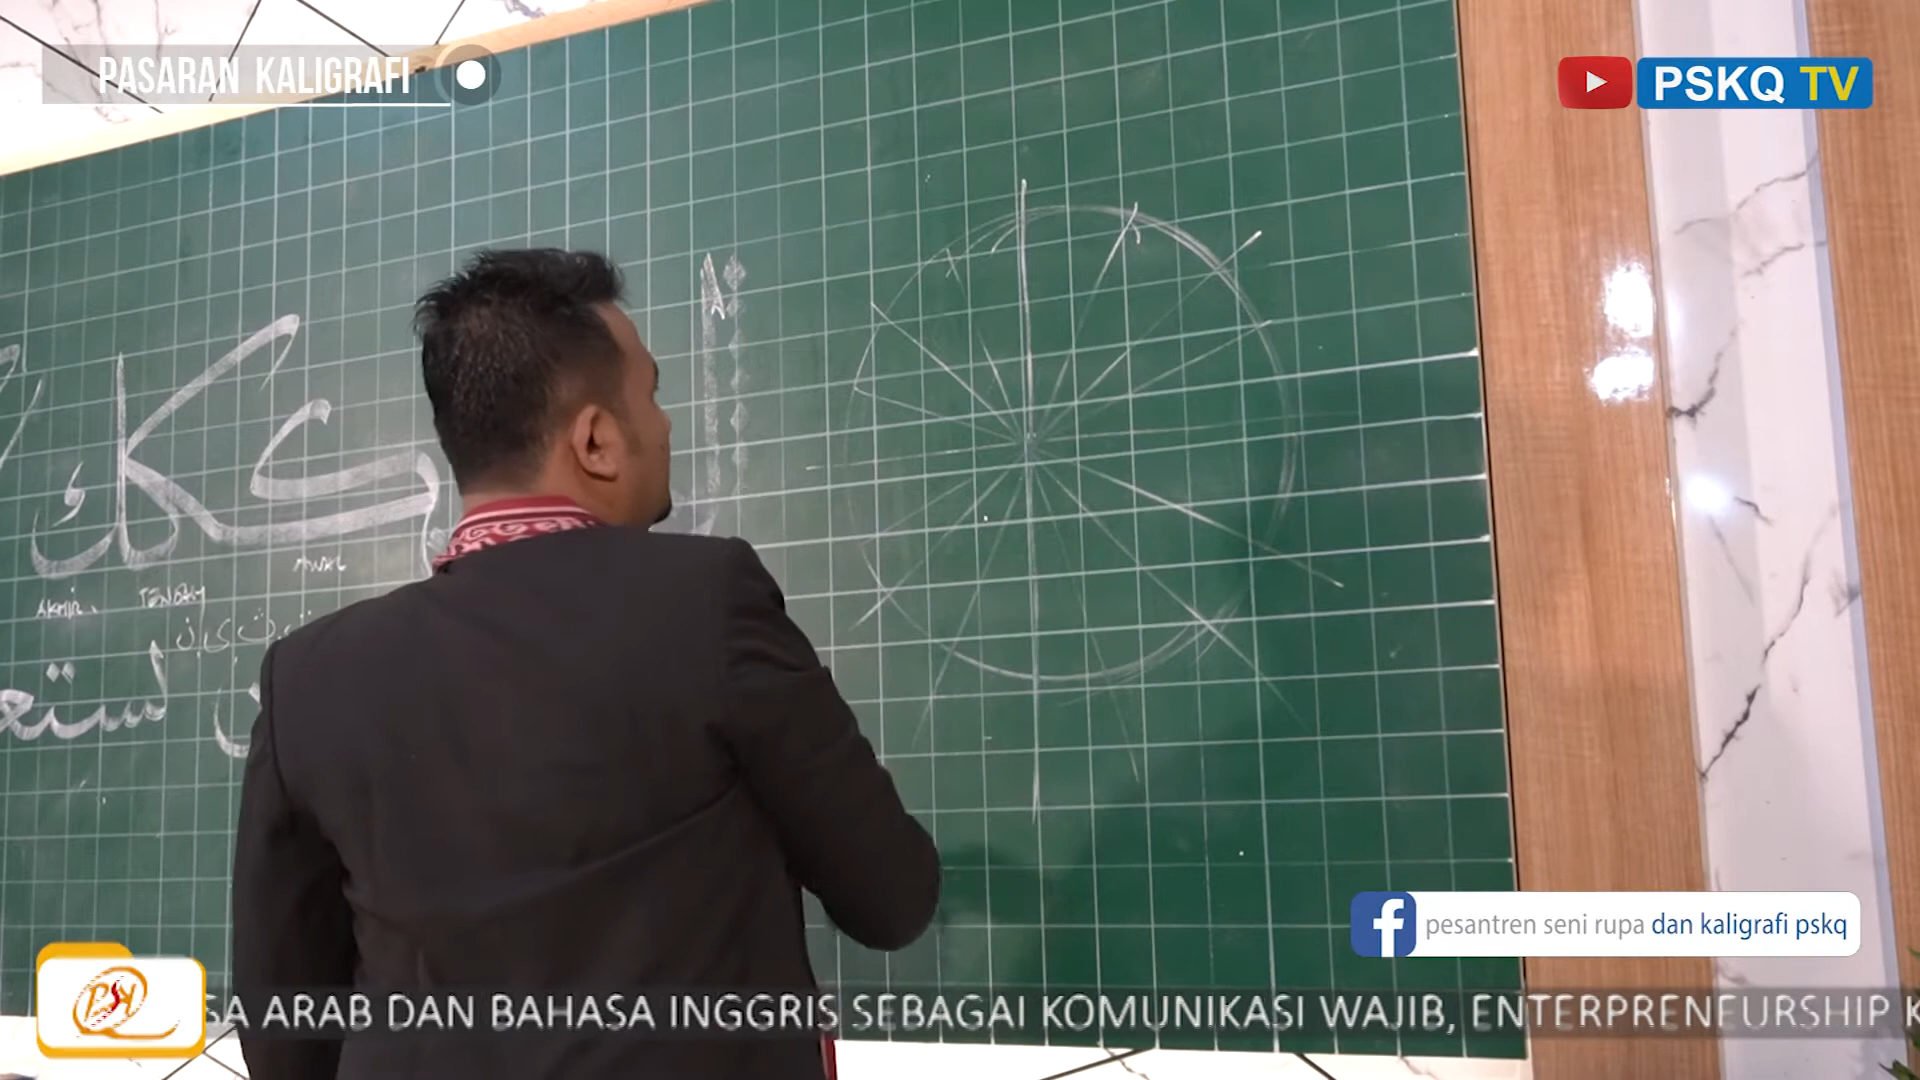 PASARAN KALIGRAFI
PSKQ TV
ككك
AWAL
TENGAH
AKHIR
pesantren seni rupa dan kaligrafi pskq
SA ARAB DAN BAHASA INGGRIS SEBAGAI KOMUNIKASI WAJIB, ENTERPRENEURSHIP K